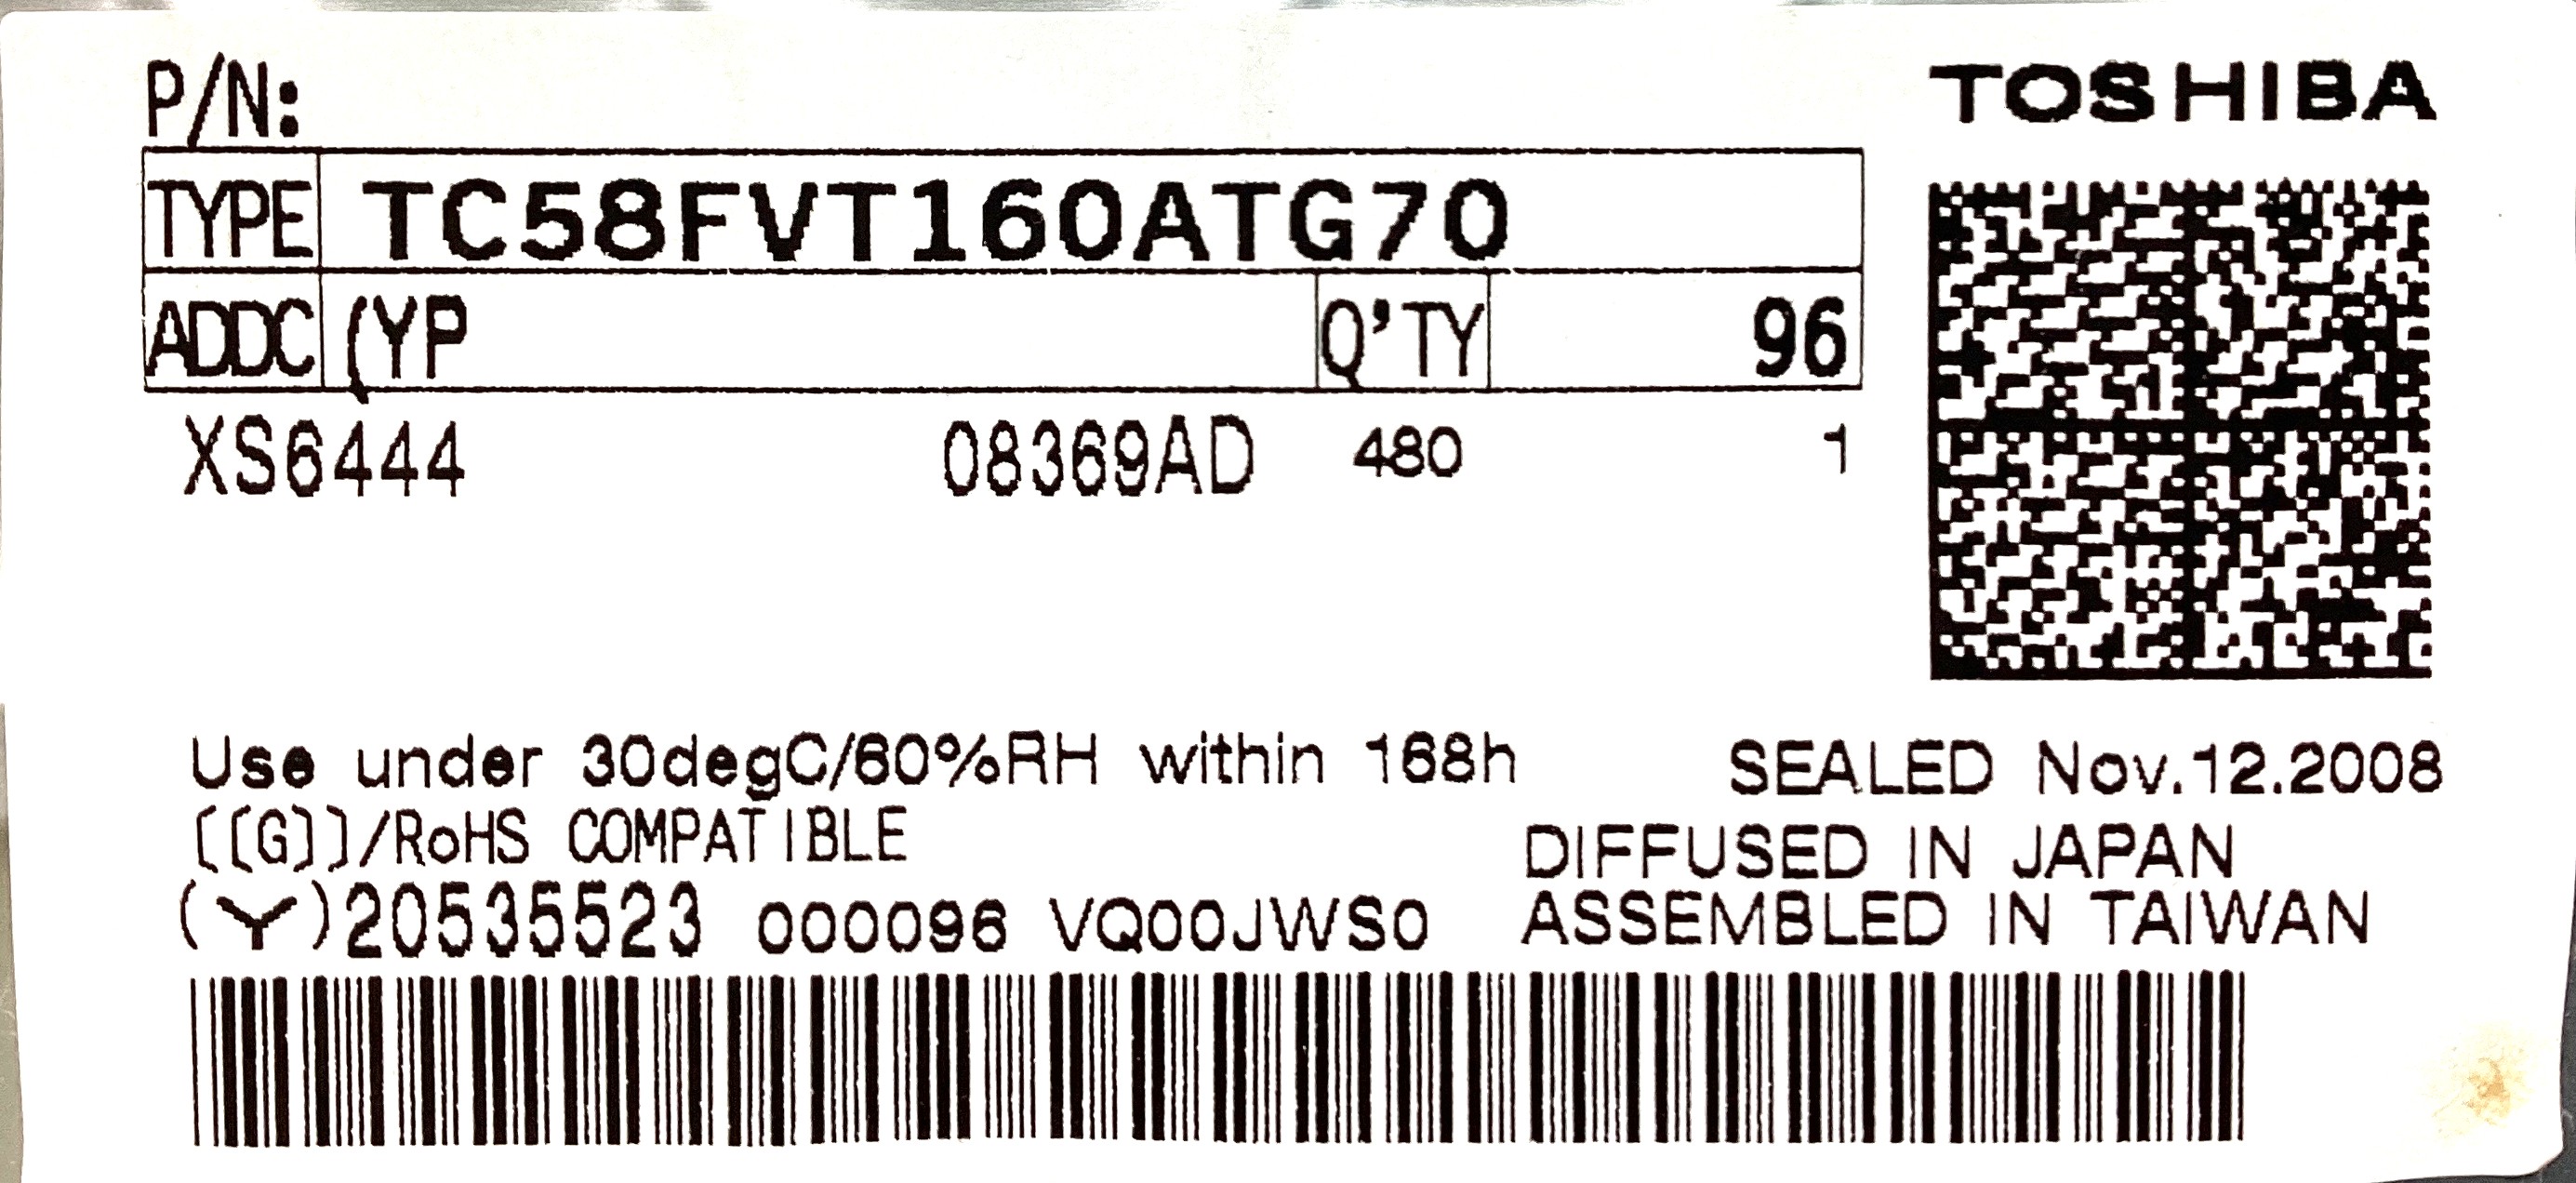 P/N:
TOSHIBA
TYPE TC58FVT160ATG70
ADDC (YP Q'TY 96
XS6444 08369AD 480 1
Use under 30degC/60%RH within 168h
SEALED Nov.12.2008
[[G]]/RoHS COMPATIBLE
DIFFUSED IN JAPAN
(Y)20535523 000096 VQ00JWS0
ASSEMBLED IN TAIWAN